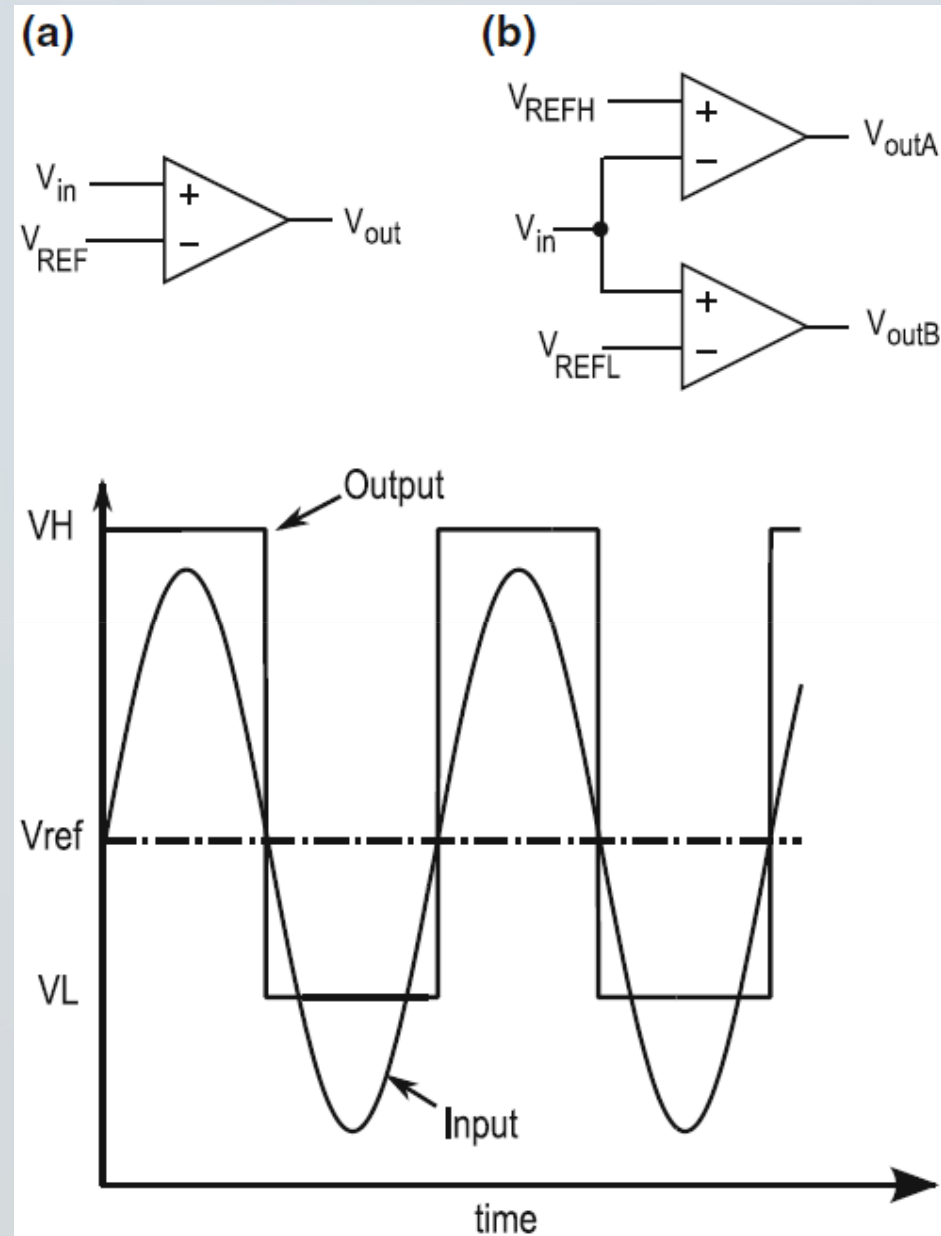 (a)
(b)
Vin
VREF
+
−
Vout
VREFH
Vin
VREFL
+
−
+
−
VoutA
VoutB
Output
VH
Vref
VL
Input
time